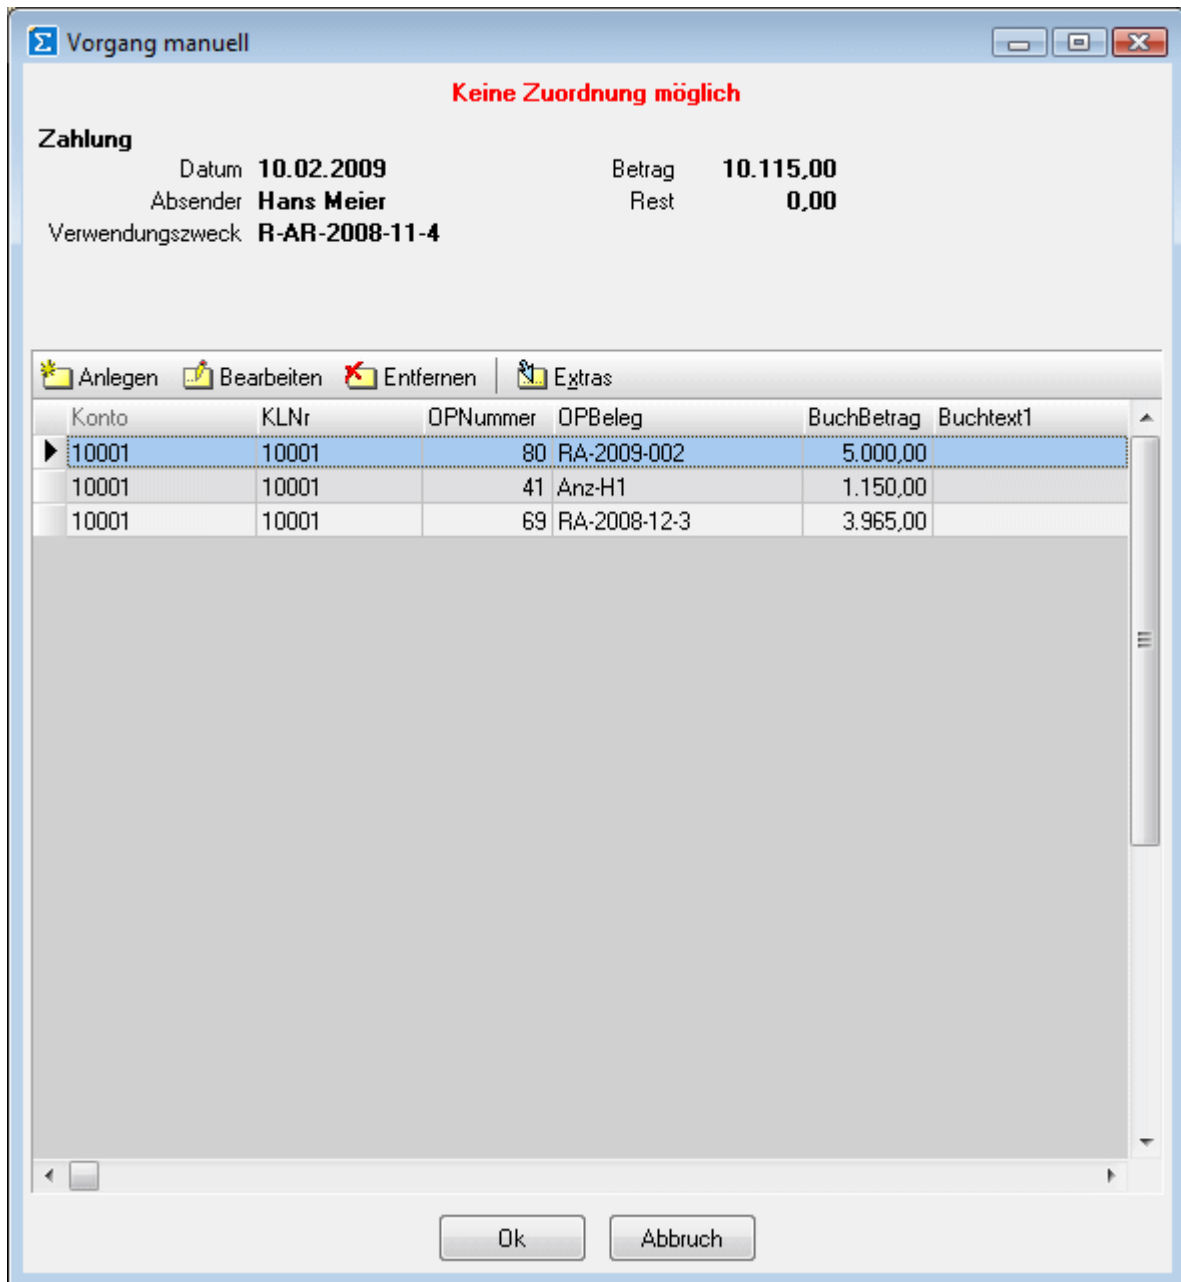 Vorgang manuell
Keine Zuordnung möglich
Zahlung
Datum 10.02.2009 Betrag 10.115,00
Absender Hans Meier Rest 0,00
Verwendungszweck R-AR-2008-11-4
Anlegen Bearbeiten Entfernen Extras
Konto KLNr OPNummer OPBeleg BuchBetrag Buchtext1
10001 10001 80 RA-2009-002 5.000,00
10001 10001 41 Anz-H1 1.150,00
10001 10001 69 RA-2008-12-3 3.965,00
Ok Abbruch